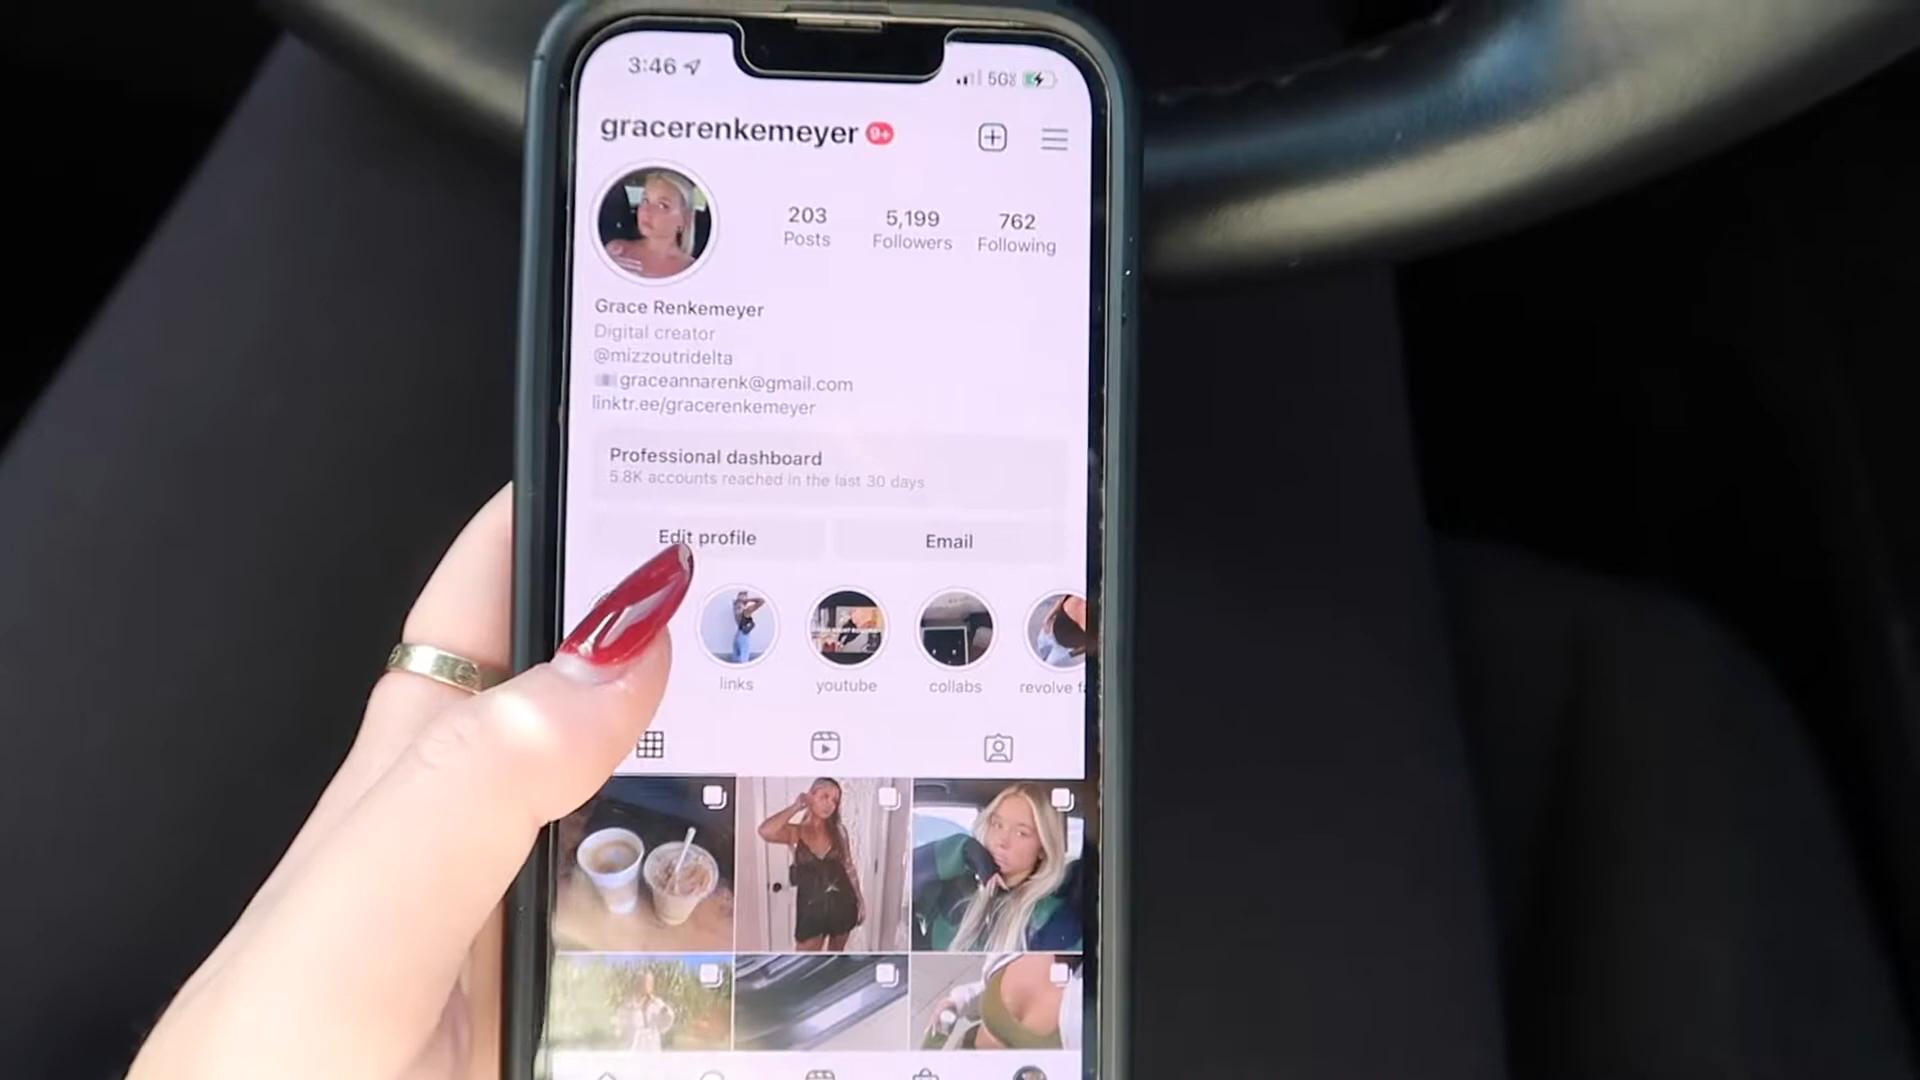 3:46
5G
gracerenkemeyer 9+
203 5,199 762
Posts Followers Following
Grace Renkemeyer
Digital creator
@mizzoutridelta
graceannarenk@gmail.com
linktr.ee/gracerenkemeyer
Professional dashboard
5.8K accounts reached in the last 30 days
Edit profile Email
links youtube collabs revolve